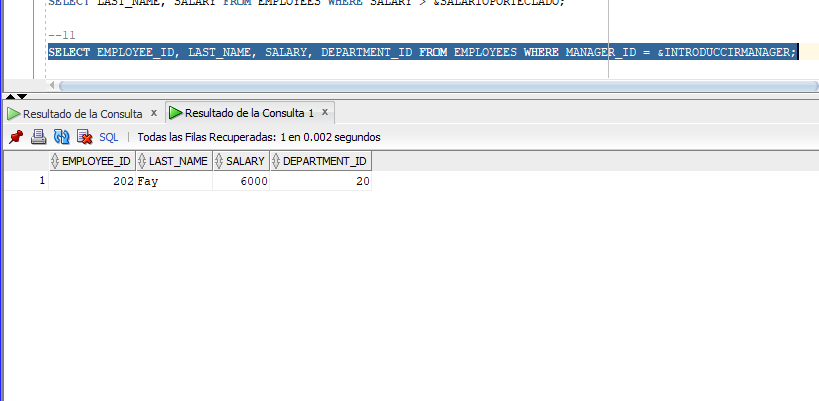 SELECT LAST_NAME, SALARY FROM EMPLOYEES WHERE SALARY > &SALARIOPORTECLADO;
--11
SELECT EMPLOYEE_ID, LAST_NAME, SALARY, DEPARTMENT_ID FROM EMPLOYEES WHERE MANAGER_ID = &INTRODUCCIRMANAGER;
Resultado de la Consulta x Resultado de la Consulta 1 x
SQL | Todas las Filas Recuperadas: 1 en 0.002 segundos
EMPLOYEE_ID LAST_NAME SALARY DEPARTMENT_ID
1 202 Fay 6000 20